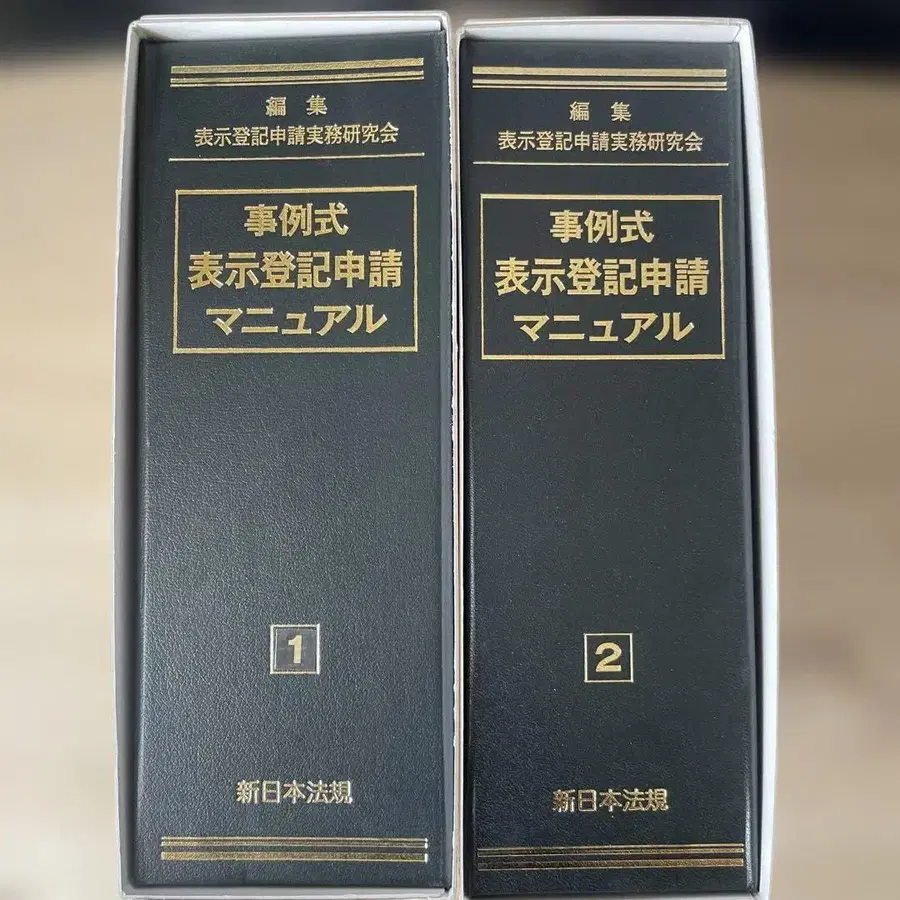 編集
表示登記申請実務研究会
事例式
表示登記申請
マニュアル
1
新日本法規
編集
表示登記申請実務研究会
事例式
表示登記申請
マニュアル
2
新日本法規